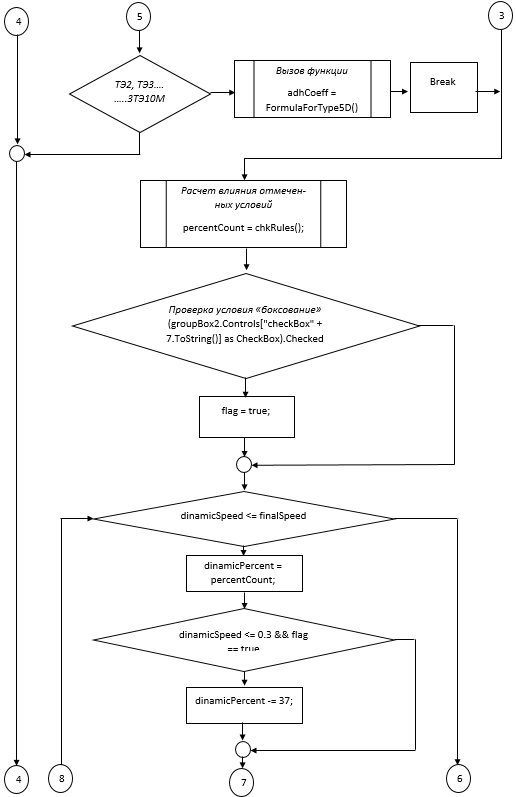 4
5
3
ТЭ2, ТЭ3....
.....3ТЭ10М
Вызов функции
adhCoeff =
FormulaForType5D()
Break
Расчет влияния отмечен-
ных условий
percentCount = chkRules();
Проверка условия «боксование»
(groupBox2.Controls["checkBox" +
7.ToString()] as CheckBox).Checked
flag = true;
dinamicSpeed <= finalSpeed
dinamicPercent =
percentCount;
dinamicSpeed <= 0.3 && flag
== true
dinamicPercent -= 37;
4
8
7
6